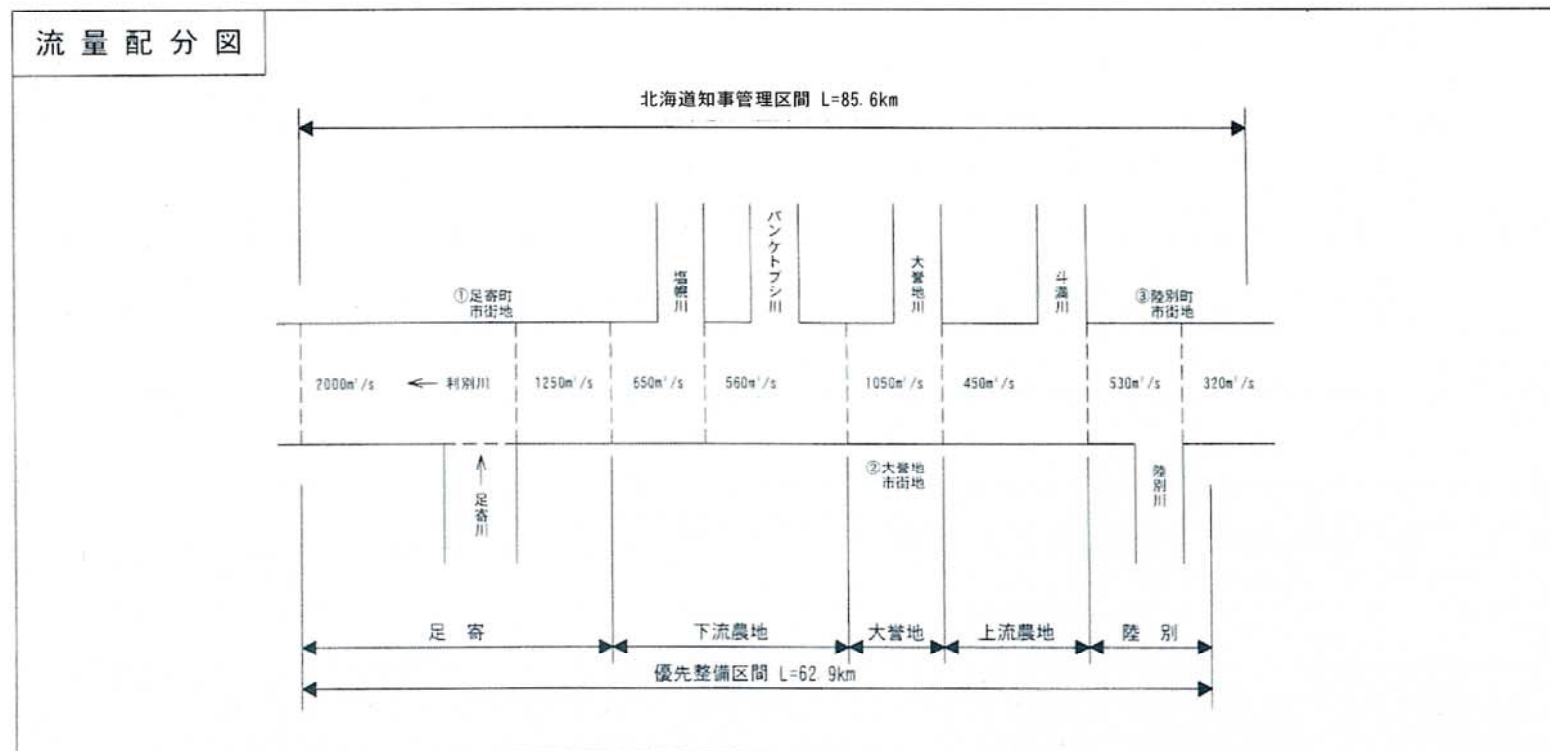 流量配分図
北海道知事管理区間 L=85.6km
①足寄町
市街地
塩幌川
パンケトブシ川
大誉地川
斗満川
③陸別町
市街地
2000m³/s
← 利別川
1250m³/s
650m³/s
560m³/s
1050m³/s
450m³/s
530m³/s
320m³/s
↑
足寄川
②大誉地
市街地
陸別川
足寄
下流農地
大誉地
上流農地
陸別
優先整備区間 L=62.9km